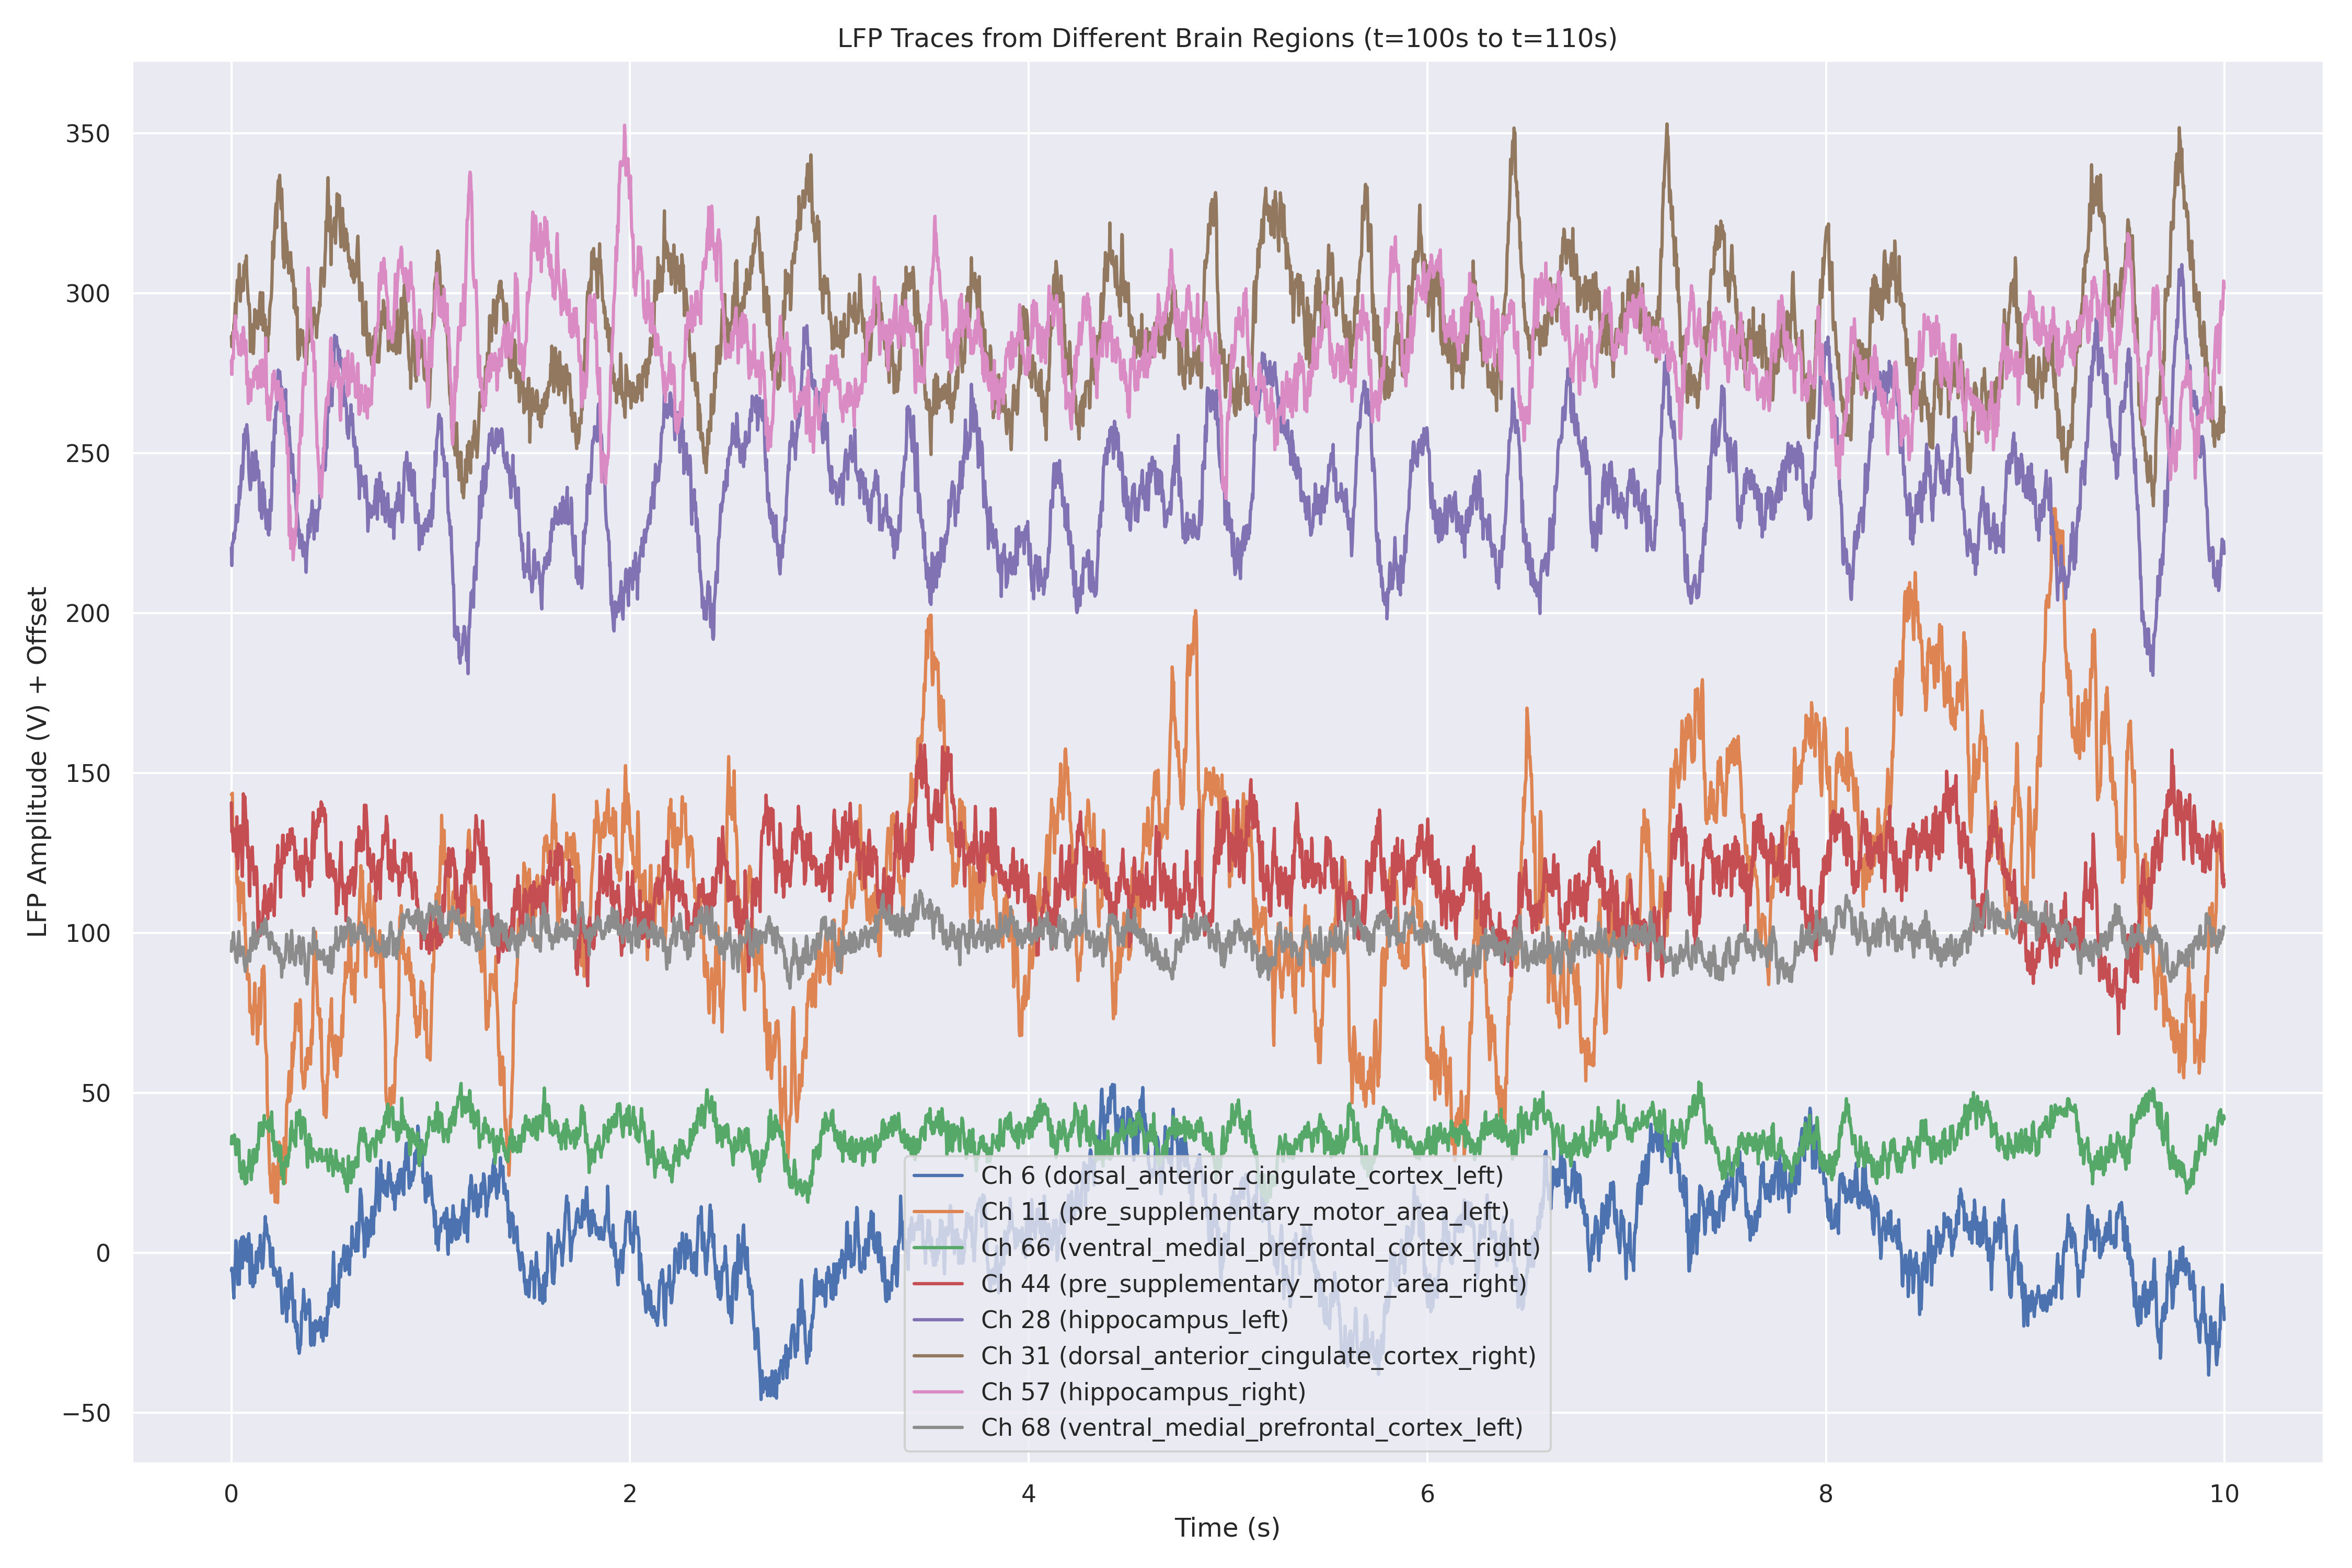 LFP Traces from Different Brain Regions (t=100s to t=110s)
LFP Amplitude (V) + Offset
350
300
250
200
150
100
50
0
−50
Ch 6 (dorsal_anterior_cingulate_cortex_left)
Ch 11 (pre_supplementary_motor_area_left)
Ch 66 (ventral_medial_prefrontal_cortex_right)
Ch 44 (pre_supplementary_motor_area_right)
Ch 28 (hippocampus_left)
Ch 31 (dorsal_anterior_cingulate_cortex_right)
Ch 57 (hippocampus_right)
Ch 68 (ventral_medial_prefrontal_cortex_left)
0 2 4 6 8 10
Time (s)